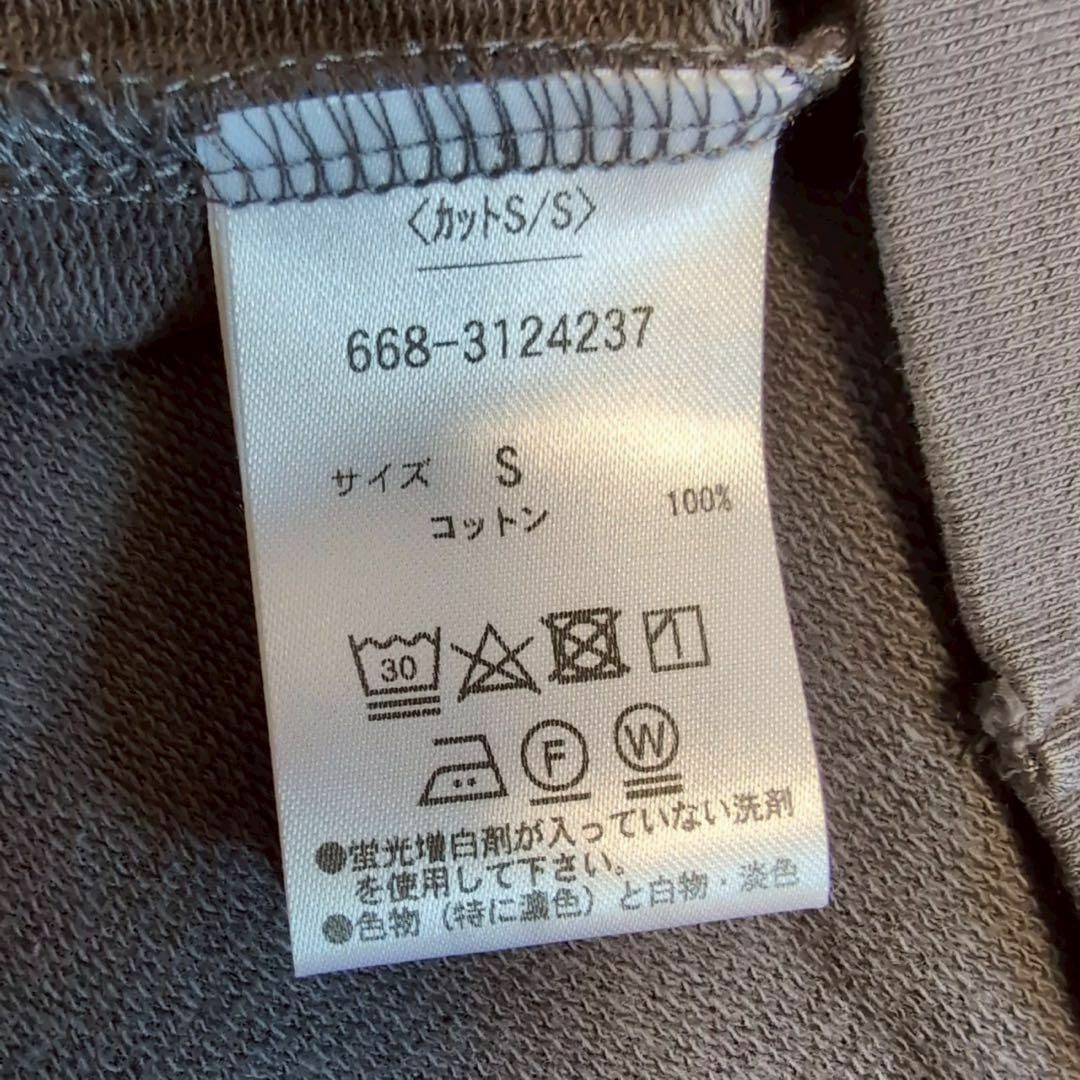 〈カットS/S〉
668-3124237
サイズ S
コットン 100%
30
F W
●蛍光増白剤が入っていない洗剤
を使用して下さい。
●色物（特に濃色）と白物・淡色